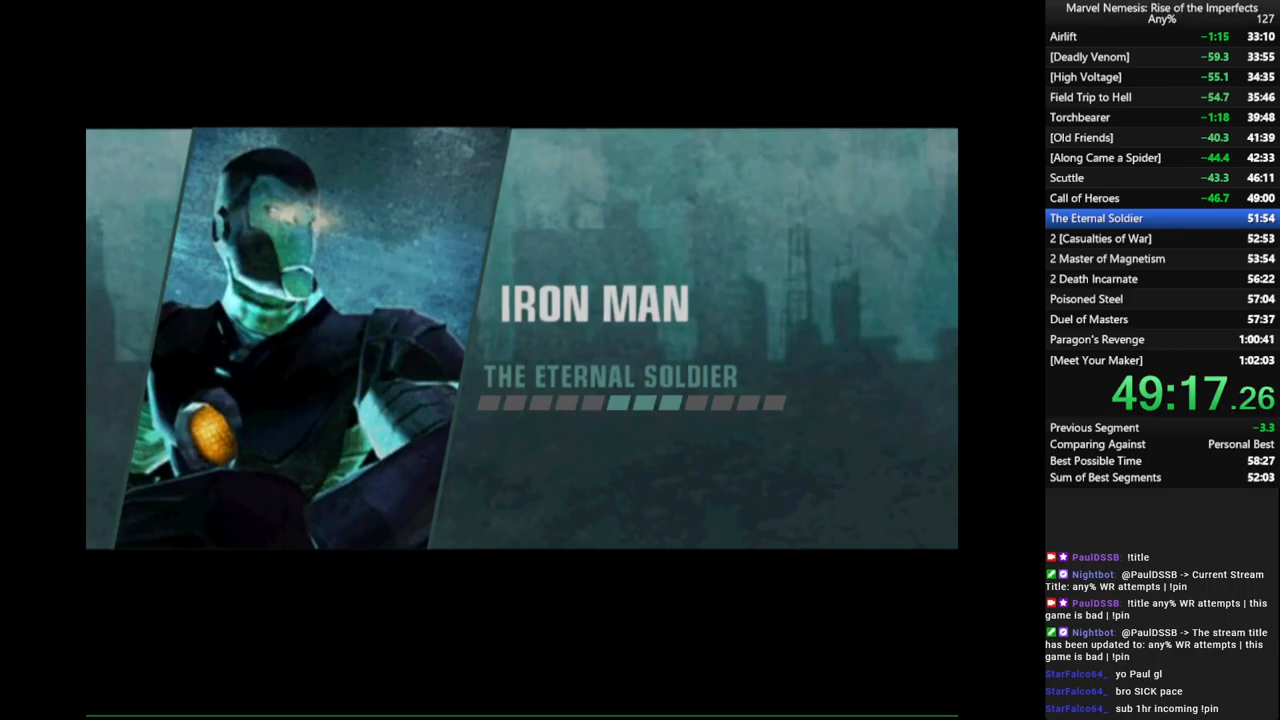 IRON MAN
THE ETERNAL SOLDIER
Marvel Nemesis: Rise of the Imperfects
Any% 127
Airlift −1:15 33:10
[Deadly Venom] −59.3 33:55
[High Voltage] −55.1 34:35
Field Trip to Hell −54.7 35:46
Torchbearer −1:18 39:48
[Old Friends] −40.3 41:39
[Along Came a Spider] −44.4 42:33
Scuttle −43.3 46:11
Call of Heroes −46.7 49:00
The Eternal Soldier 51:54
2 [Casualties of War] 52:53
2 Master of Magnetism 53:54
2 Death Incarnate 56:22
Poisoned Steel 57:04
Duel of Masters 57:37
Paragon's Revenge 1:00:41
[Meet Your Maker] 1:02:03
49:17.26
Previous Segment −3.3
Comparing Against Personal Best
Best Possible Time 58:27
Sum of Best Segments 52:03
PaulDSSB: !title
Nightbot: @PaulDSSB -> Current Stream
Title: any% WR attempts | !pin
PaulDSSB: !title any% WR attempts | this
game is bad | !pin
Nightbot: @PaulDSSB -> The stream title
has been updated to: any% WR attempts | this
game is bad | !pin
StarFalco64_ yo Paul gl
StarFalco64_ bro SICK pace
StarFalco64_ sub 1hr incoming !pin